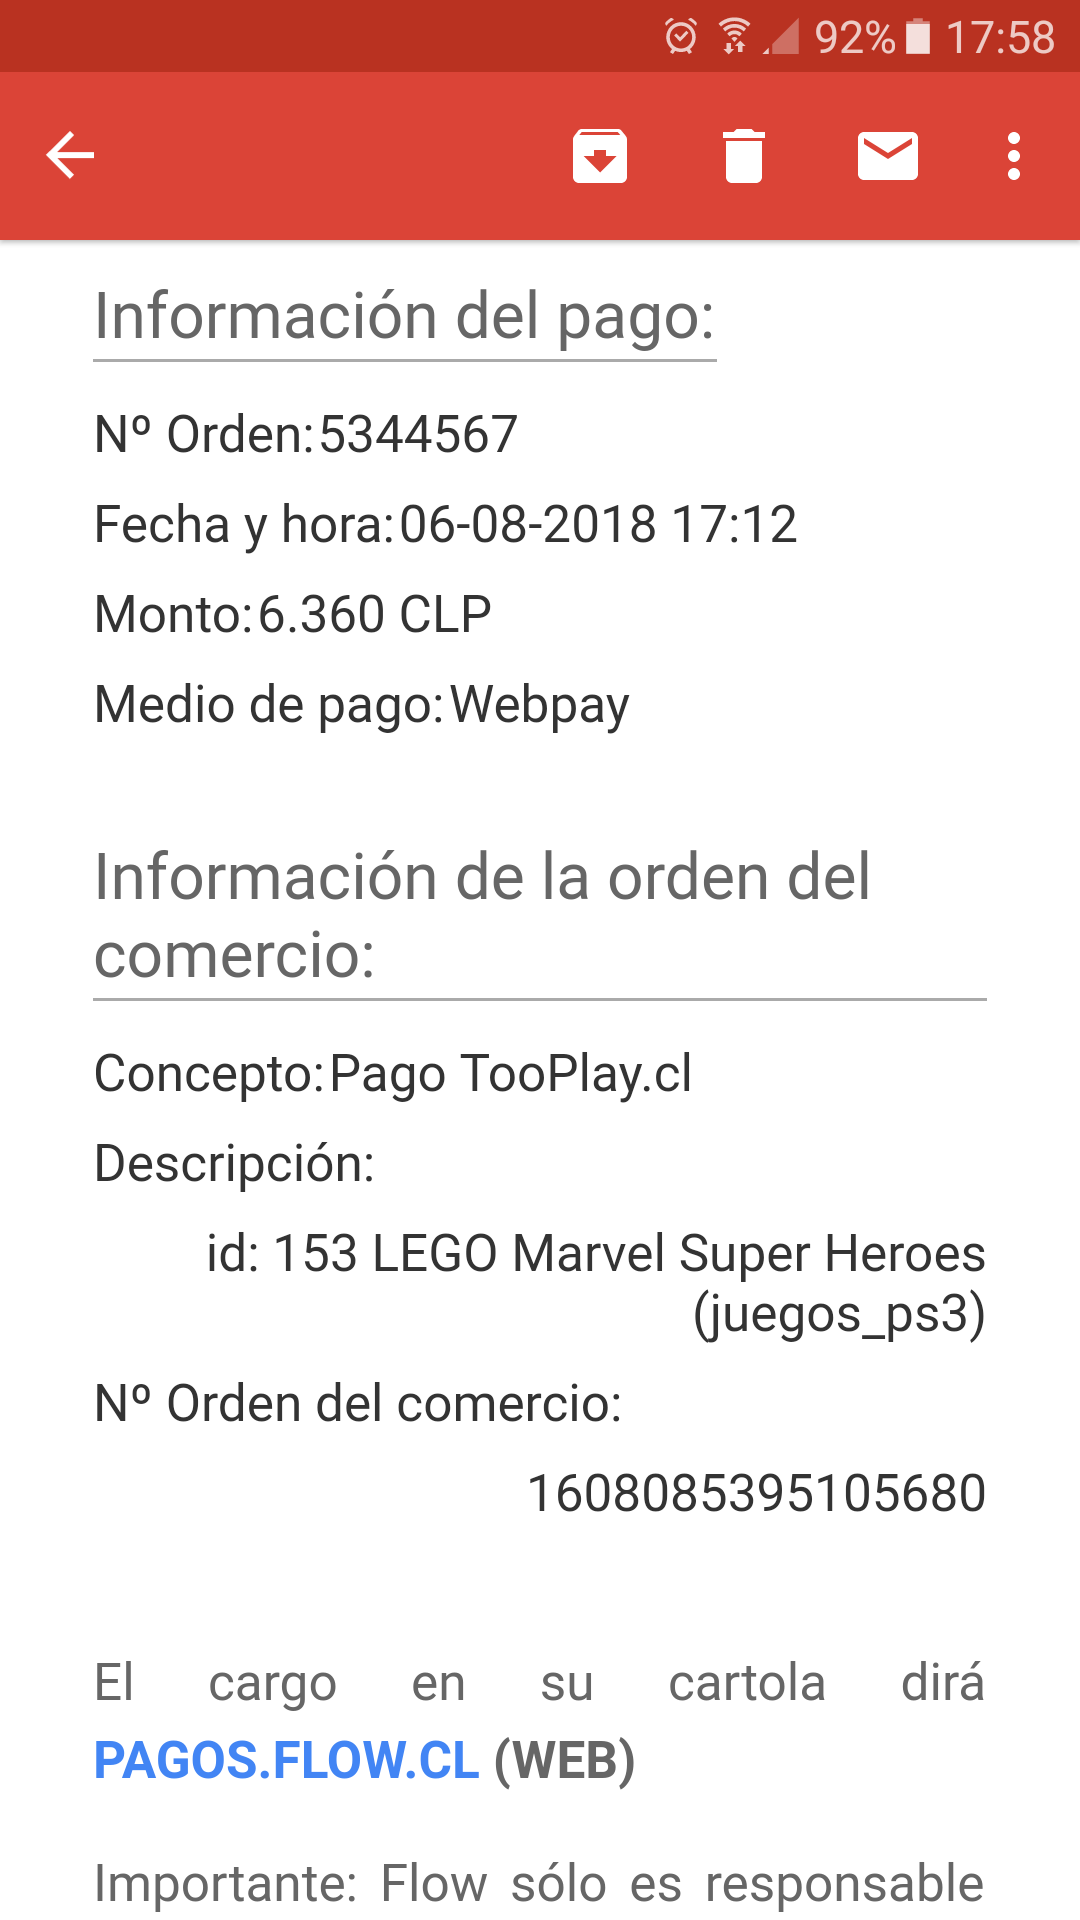 92% 17:58
Información del pago:
Nº Orden:5344567
Fecha y hora:06-08-2018 17:12
Monto:6.360 CLP
Medio de pago:Webpay
Información de la orden del
comercio:
Concepto:Pago TooPlay.cl
Descripción:
id: 153 LEGO Marvel Super Heroes
(juegos_ps3)
Nº Orden del comercio:
1608085395105680
El cargo en su cartola dirá
PAGOS.FLOW.CL (WEB)
Importante: Flow sólo es responsable